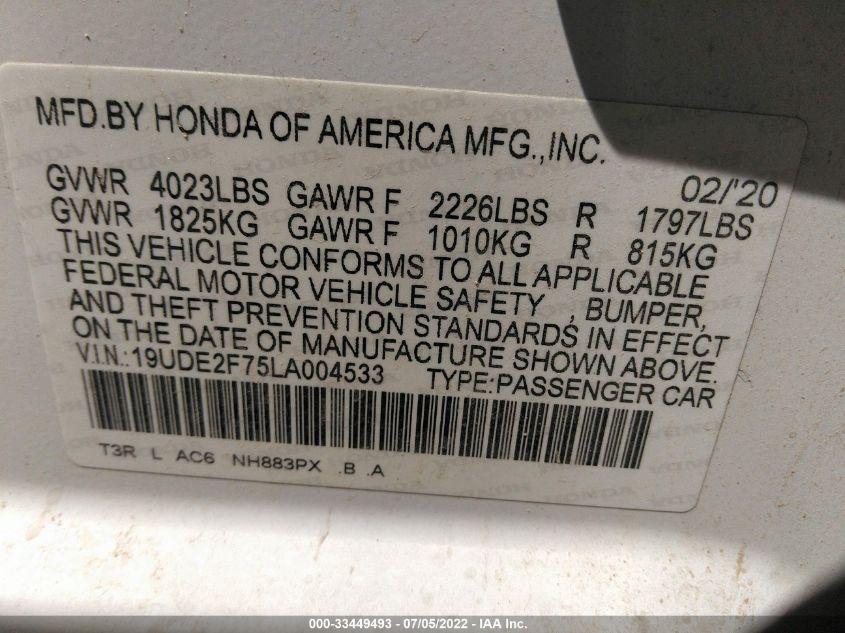 MFD.BY HONDA OF AMERICA MFG.,INC.
02/'20
GVWR 4023LBS GAWR F 2226LBS R 1797LBS
GVWR 1825KG GAWR F 1010KG R 815KG
THIS VEHICLE CONFORMS TO ALL APPLICABLE
FEDERAL MOTOR VEHICLE SAFETY , BUMPER,
AND THEFT PREVENTION STANDARDS IN EFFECT
ON THE DATE OF MANUFACTURE SHOWN ABOVE.
V.I.N.:19UDE2F75LA004533 TYPE:PASSENGER CAR
T3R L AC6 NH883PX .B .A
000-33449493 - 07/05/2022 - IAA Inc.